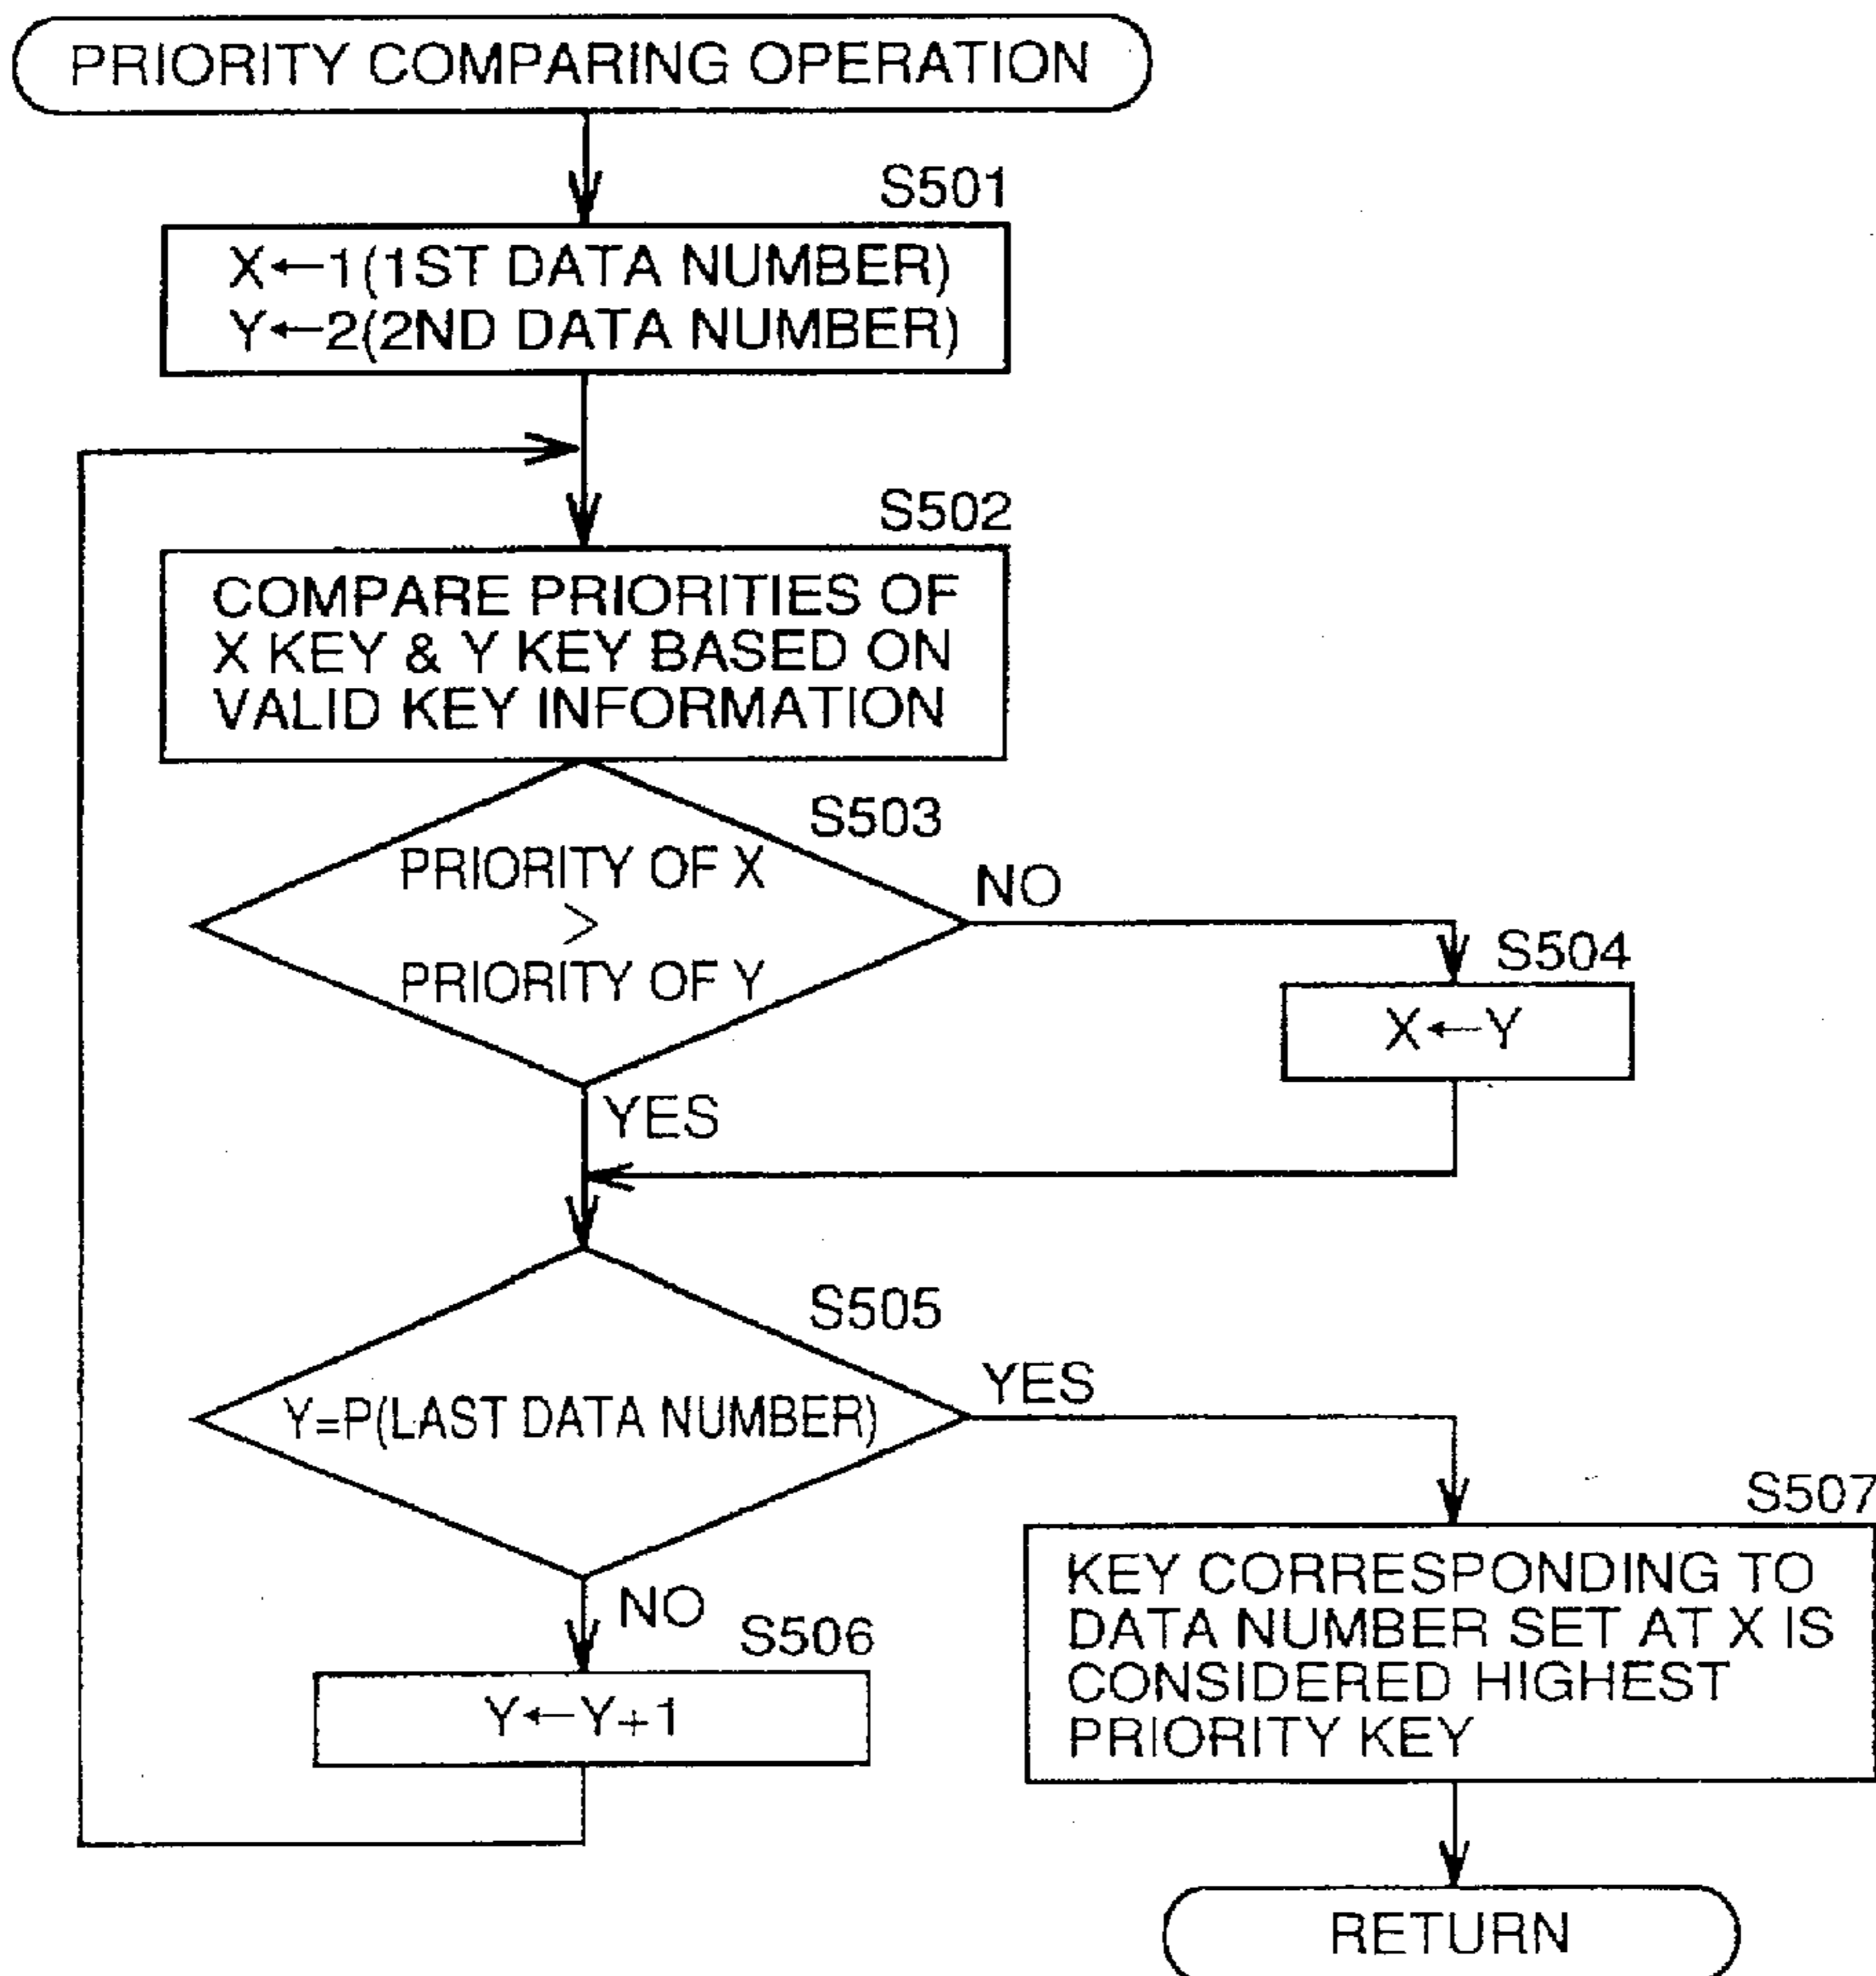 PRIORITY COMPARING OPERATION
S501
X←1(1ST DATA NUMBER)
Y←2(2ND DATA NUMBER)
S502
COMPARE PRIORITIES OF
X KEY & Y KEY BASED ON
VALID KEY INFORMATION
S503
PRIORITY OF X
>
PRIORITY OF Y
NO
S504
X←Y
YES
S505
Y=P(LAST DATA NUMBER)
YES
NO
S506
Y←Y+1
S507
KEY CORRESPONDING TO
DATA NUMBER SET AT X IS
CONSIDERED HIGHEST
PRIORITY KEY
RETURN